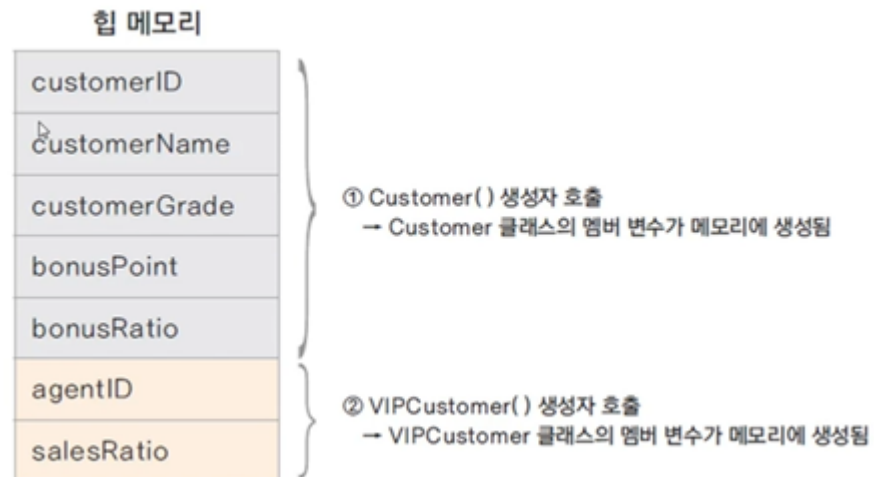 힙 메모리
customerID
customerName
customerGrade
bonusPoint
bonusRatio
① Customer( ) 생성자 호출
→ Customer 클래스의 멤버 변수가 메모리에 생성됨
agentID
salesRatio
② VIPCustomer( ) 생성자 호출
→ VIPCustomer 클래스의 멤버 변수가 메모리에 생성됨